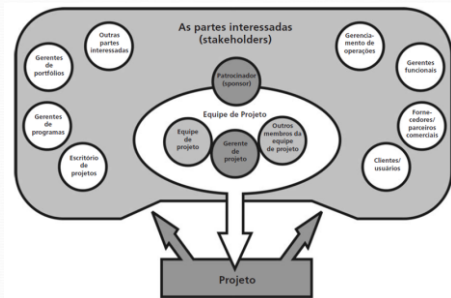 As partes interessadas
(stakeholders)
Outras
partes
interessadas
Gerentes
de
portfólios
Gerentes
de
programas
Escritório
de
projetos
Patrocinador
(sponsor)
Equipe de Projeto
Equipe
de
projeto
Gerente
de
projeto
Outros
membros da
equipe
de projeto
Gerencia-
mento de
operações
Gerentes
funcionais
Forne-
cedores/
parceiros
comerciais
Clientes/
usuários
Projeto